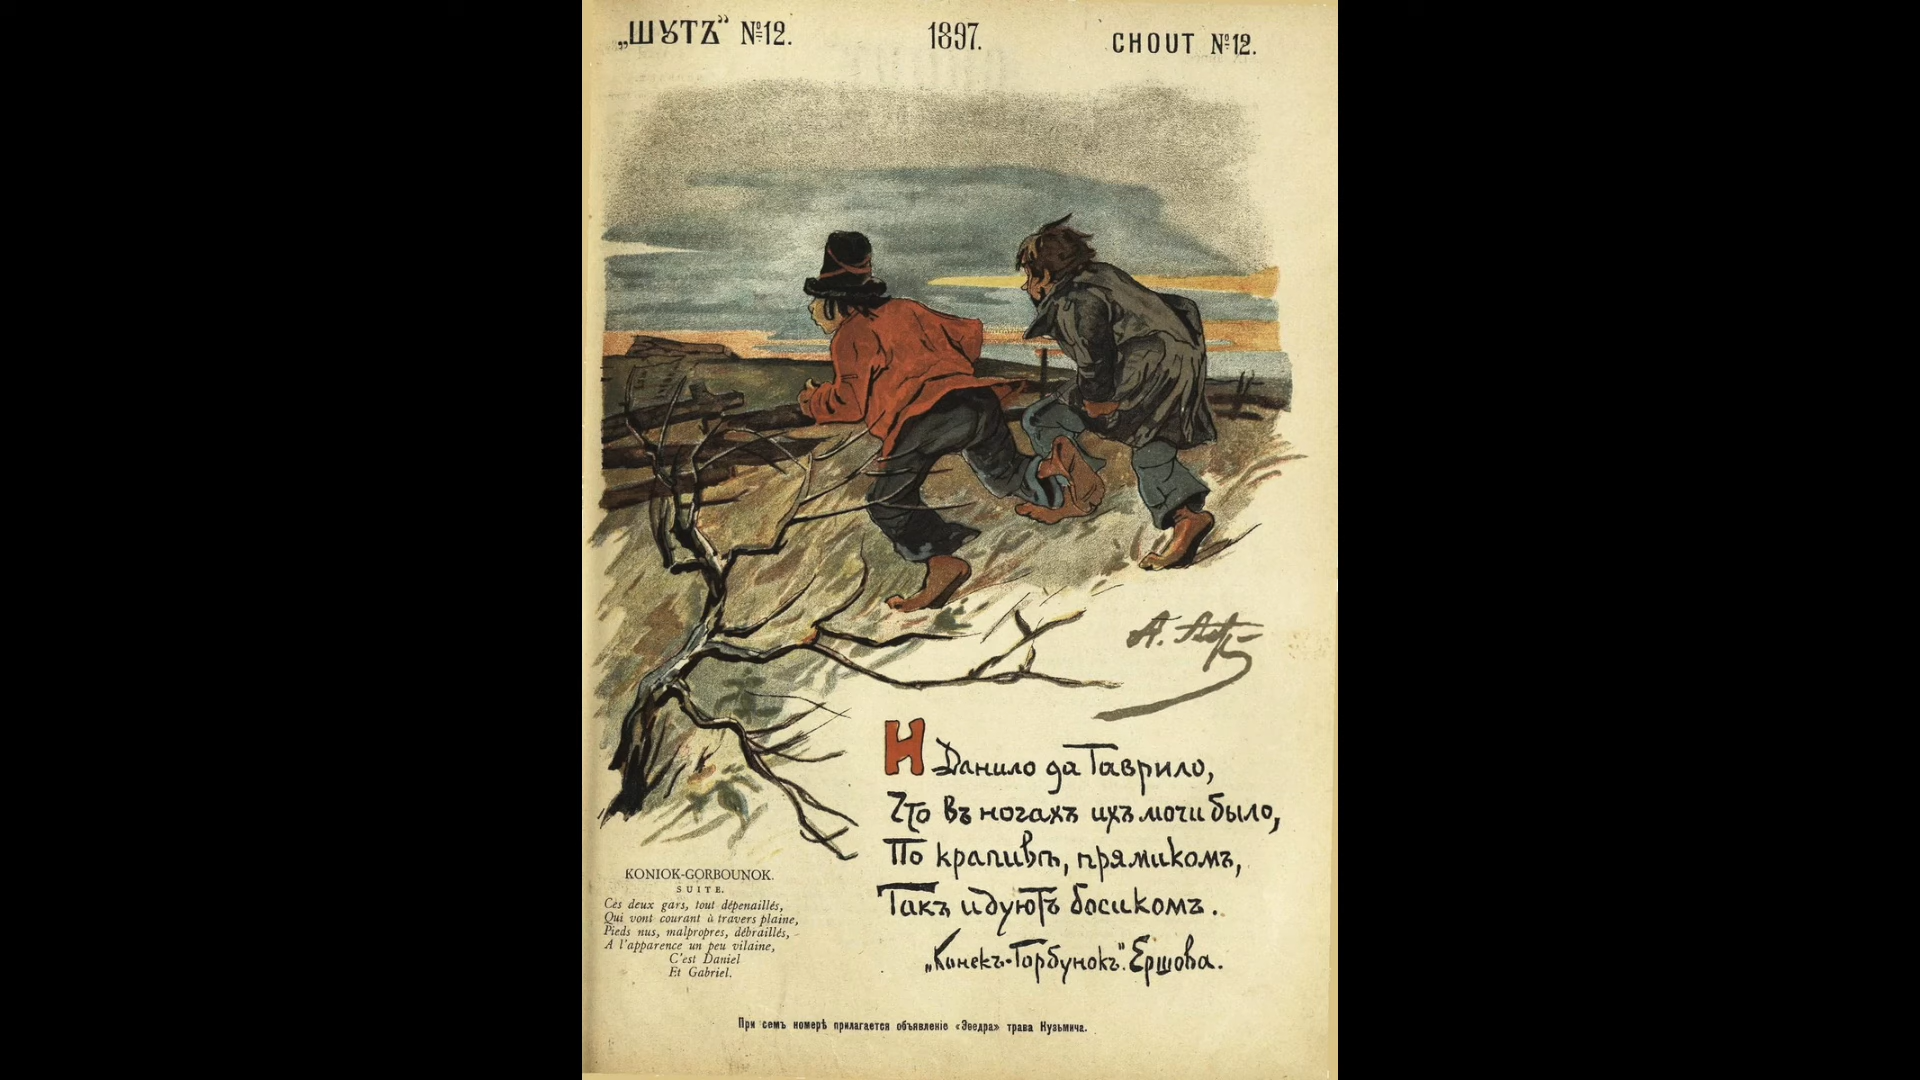 „ШУТЪ“ №12.
1897.
CHOUT №12.
А.
И Данило да Гаврило,
Что въ ногахъ ихъ мочи было,
По крапивѣ, прямикомъ,
Такъ и дуютъ босикомъ.
„Конекъ-Горбунокъ“. Ершова.
KONIOK-GORBOUNOK.
SUITE.
Ces deux gars, tout dépenaillés,
Qui vont courant à travers plaine,
Pieds nus, malpropres, débraillés, -
A l'apparence un peu vilaine,
C'est Daniel
Et Gabriel.
При семъ номерѣ прилагается объявленіе «Эѳедра» трава Кузьмича.